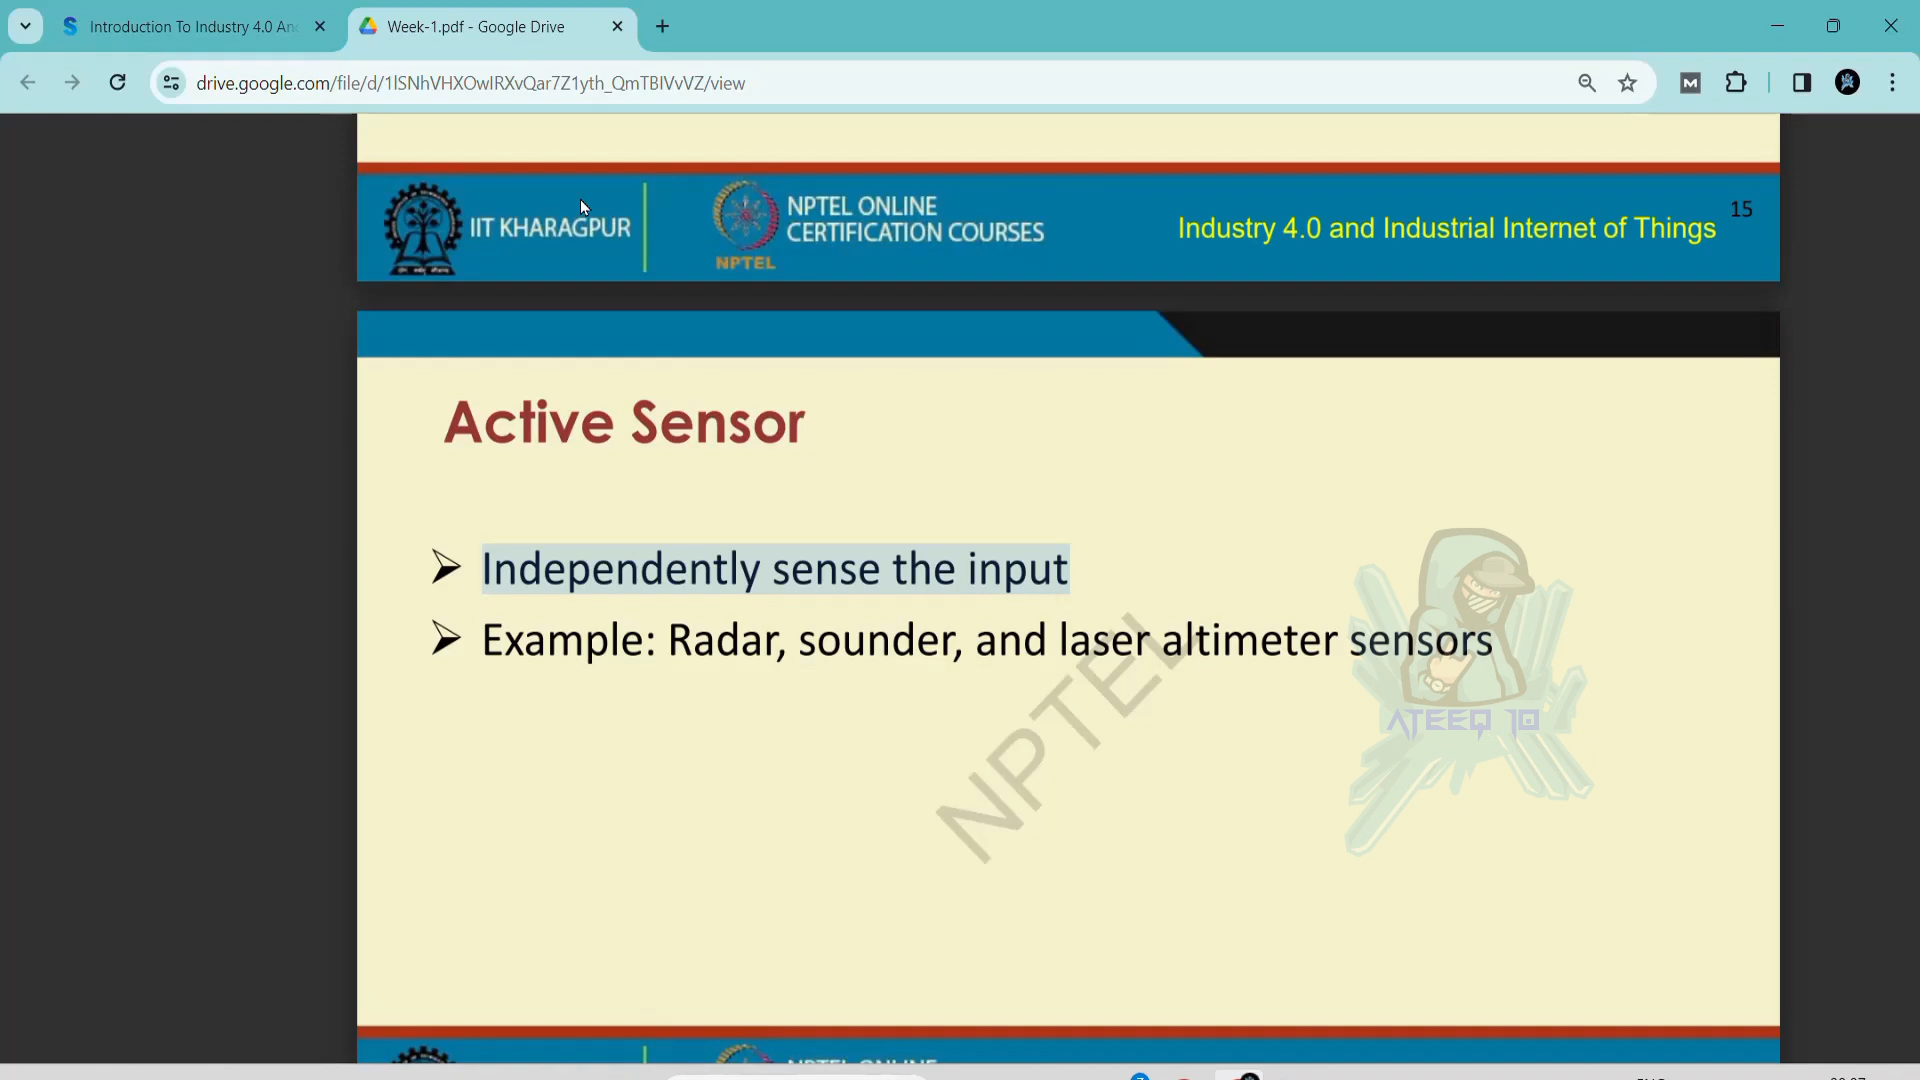 Introduction To Industry 4.0 An
Week-1.pdf - Google Drive
drive.google.com/file/d/1lSNhVHXOwIRXvQar7Z1yth_QmTBIVvVZ/view
IIT KHARAGPUR
NPTEL
NPTEL ONLINE
CERTIFICATION COURSES
Industry 4.0 and Industrial Internet of Things
15
Active Sensor
➢ Independently sense the input
➢ Example: Radar, sounder, and laser altimeter sensors
NPTEL
ATEEQ 10